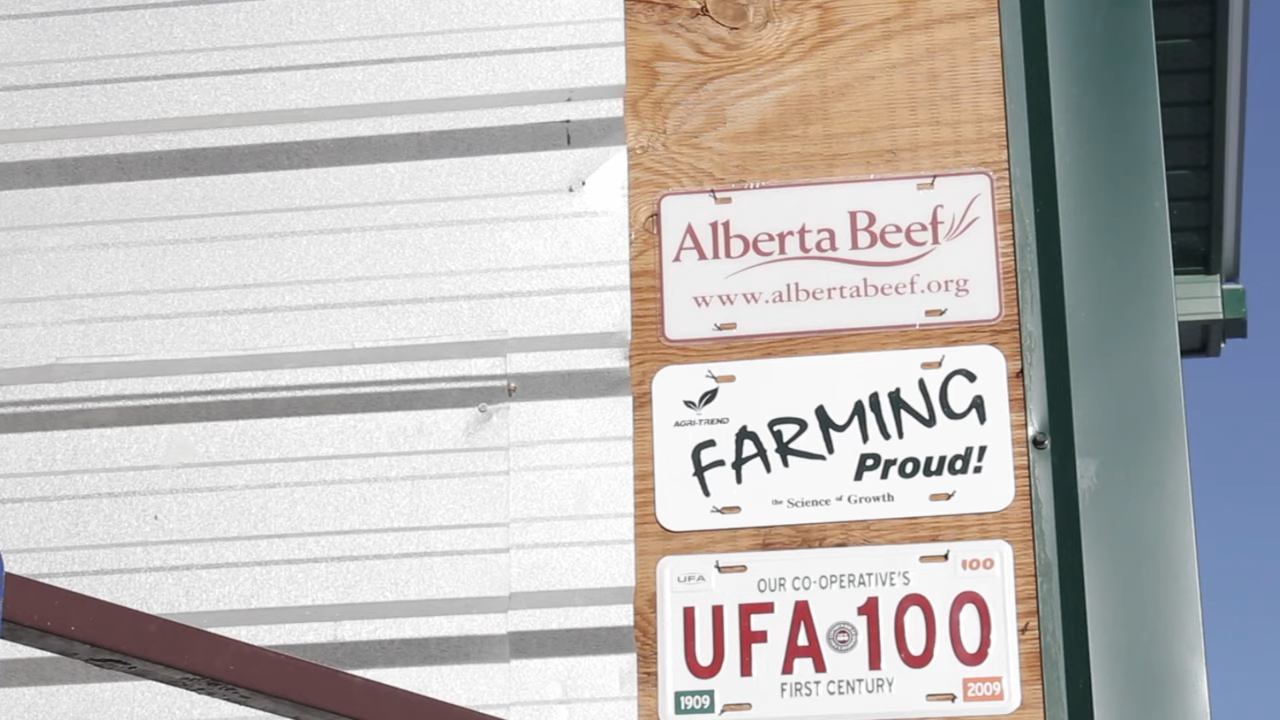 Alberta Beef
www.albertabeef.org
AGRI-TREND
FARMING
Proud!
the Science of Growth
UFA
100
OUR CO-OPERATIVE'S
UFA 100
FIRST CENTURY
1909
2009